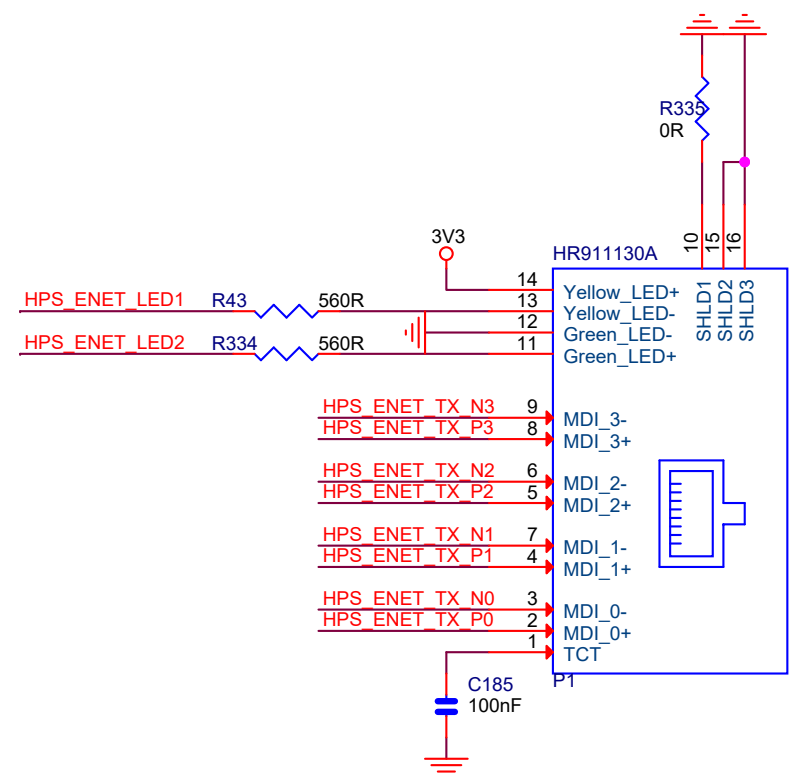 R335
0R
10
15
16
3V3
HR911130A
SHLD1
SHLD2
SHLD3
14 Yellow_LED+
HPS_ENET_LED1 R43 560R 13 Yellow_LED-
12 Green_LED-
HPS_ENET_LED2 R334 560R 11 Green_LED+
HPS_ENET_TX_N3 9 MDI_3-
HPS_ENET_TX_P3 8 MDI_3+
HPS_ENET_TX_N2 6 MDI_2-
HPS_ENET_TX_P2 5 MDI_2+
HPS_ENET_TX_N1 7 MDI_1-
HPS_ENET_TX_P1 4 MDI_1+
HPS_ENET_TX_N0 3 MDI_0-
HPS_ENET_TX_P0 2 MDI_0+
1 TCT
P1
C185
100nF